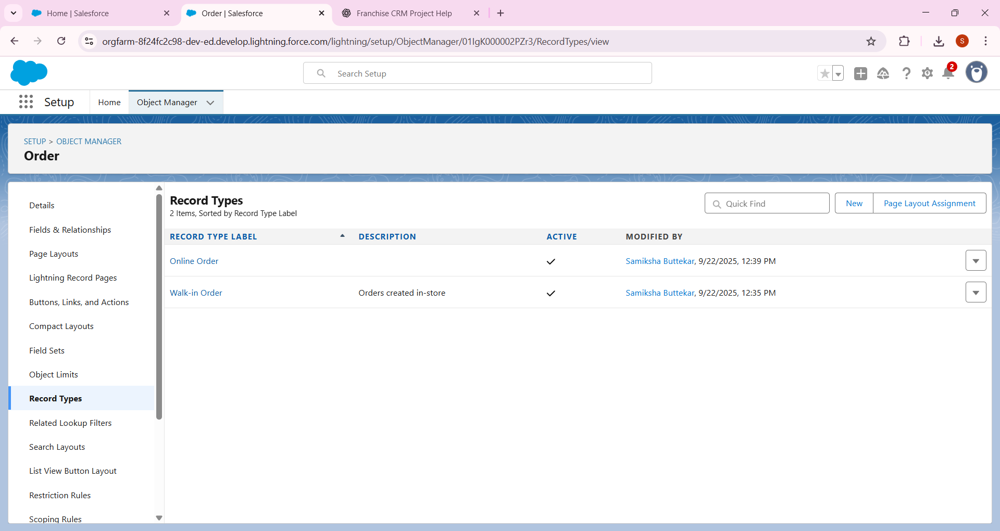 Home | Salesforce
Order | Salesforce
Franchise CRM Project Help
orgfarm-8f24fc2c98-dev-ed.develop.lightning.force.com/lightning/setup/ObjectManager/01IgK000002PZr3/RecordTypes/view
S
Search Setup
2
Setup
Home
Object Manager
SETUP > OBJECT MANAGER
Order
Details
Fields & Relationships
Page Layouts
Lightning Record Pages
Buttons, Links, and Actions
Compact Layouts
Field Sets
Object Limits
Record Types
Related Lookup Filters
Search Layouts
List View Button Layout
Restriction Rules
Scoping Rules
Record Types
2 Items, Sorted by Record Type Label
Quick Find
New
Page Layout Assignment
RECORD TYPE LABEL DESCRIPTION ACTIVE MODIFIED BY
Online Order Samiksha Buttekar, 9/22/2025, 12:39 PM
Walk-in Order Orders created in-store Samiksha Buttekar, 9/22/2025, 12:35 PM